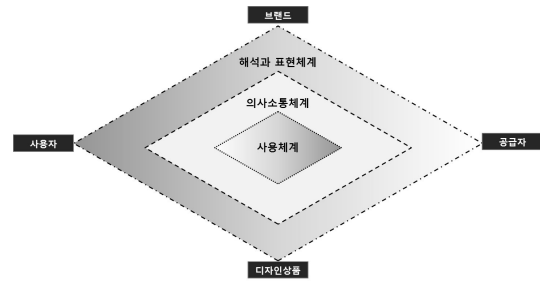 브랜드
해석과 표현체계
의사소통체계
사용자
사용체계
공급자
디자인상품